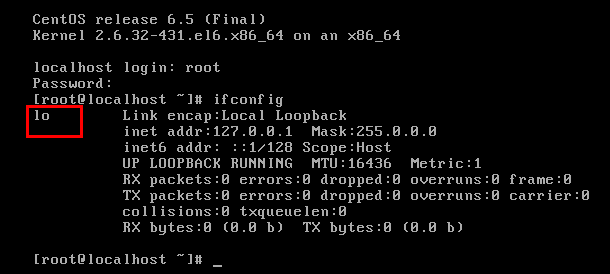 CentOS release 6.5 (Final)
Kernel 2.6.32-431.el6.x86_64 on an x86_64
localhost login: root
Password:
[root@localhost ~]# ifconfig
lo Link encap:Local Loopback
inet addr:127.0.0.1 Mask:255.0.0.0
inet6 addr: ::1/128 Scope:Host
UP LOOPBACK RUNNING MTU:16436 Metric:1
RX packets:0 errors:0 dropped:0 overruns:0 frame:0
TX packets:0 errors:0 dropped:0 overruns:0 carrier:0
collisions:0 txqueuelen:0
RX bytes:0 (0.0 b) TX bytes:0 (0.0 b)
[root@localhost ~]# _